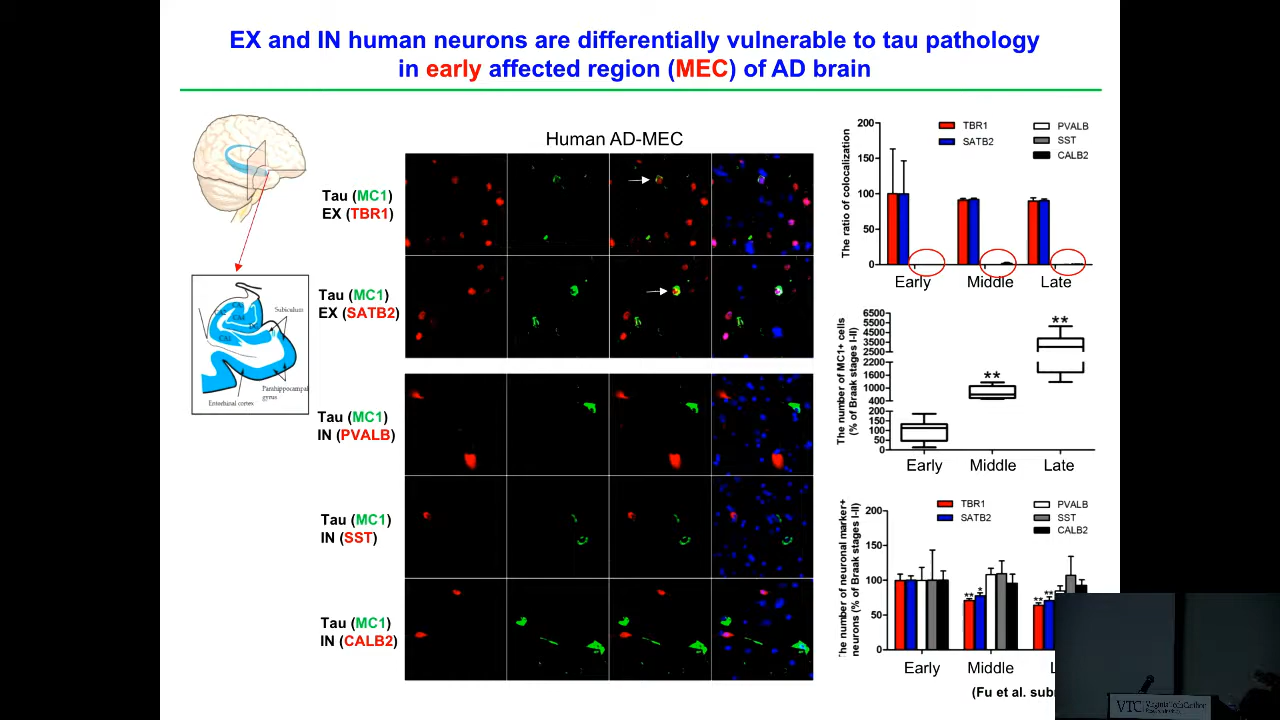 EX and IN human neurons are differentially vulnerable to tau pathology
in early affected region (MEC) of AD brain
Human AD-MEC
Tau (MC1)
EX (TBR1)
Tau (MC1)
EX (SATB2)
Tau (MC1)
IN (PVALB)
Tau (MC1)
IN (SST)
Tau (MC1)
IN (CALB2)
Subiculum
Parahippocampal
gyrus
Entorhinal cortex
The ratio of colocalization
200
150
100
50
0
TBR1
SATB2
PVALB
SST
CALB2
Early
Middle
Late
The number of MC1+ cells
(% of Braak stages I-II)
6500
5500
4500
3500
2500
2200
1600
1000
400
200
150
100
50
0
**
**
Early
Middle
Late
The number of neuronal marker+
neurons (% of Braak stages I-II)
200
150
100
50
0
TBR1
SATB2
PVALB
SST
CALB2
**
*
**
**
Early
Middle
L
(Fu et al. sub
VTC